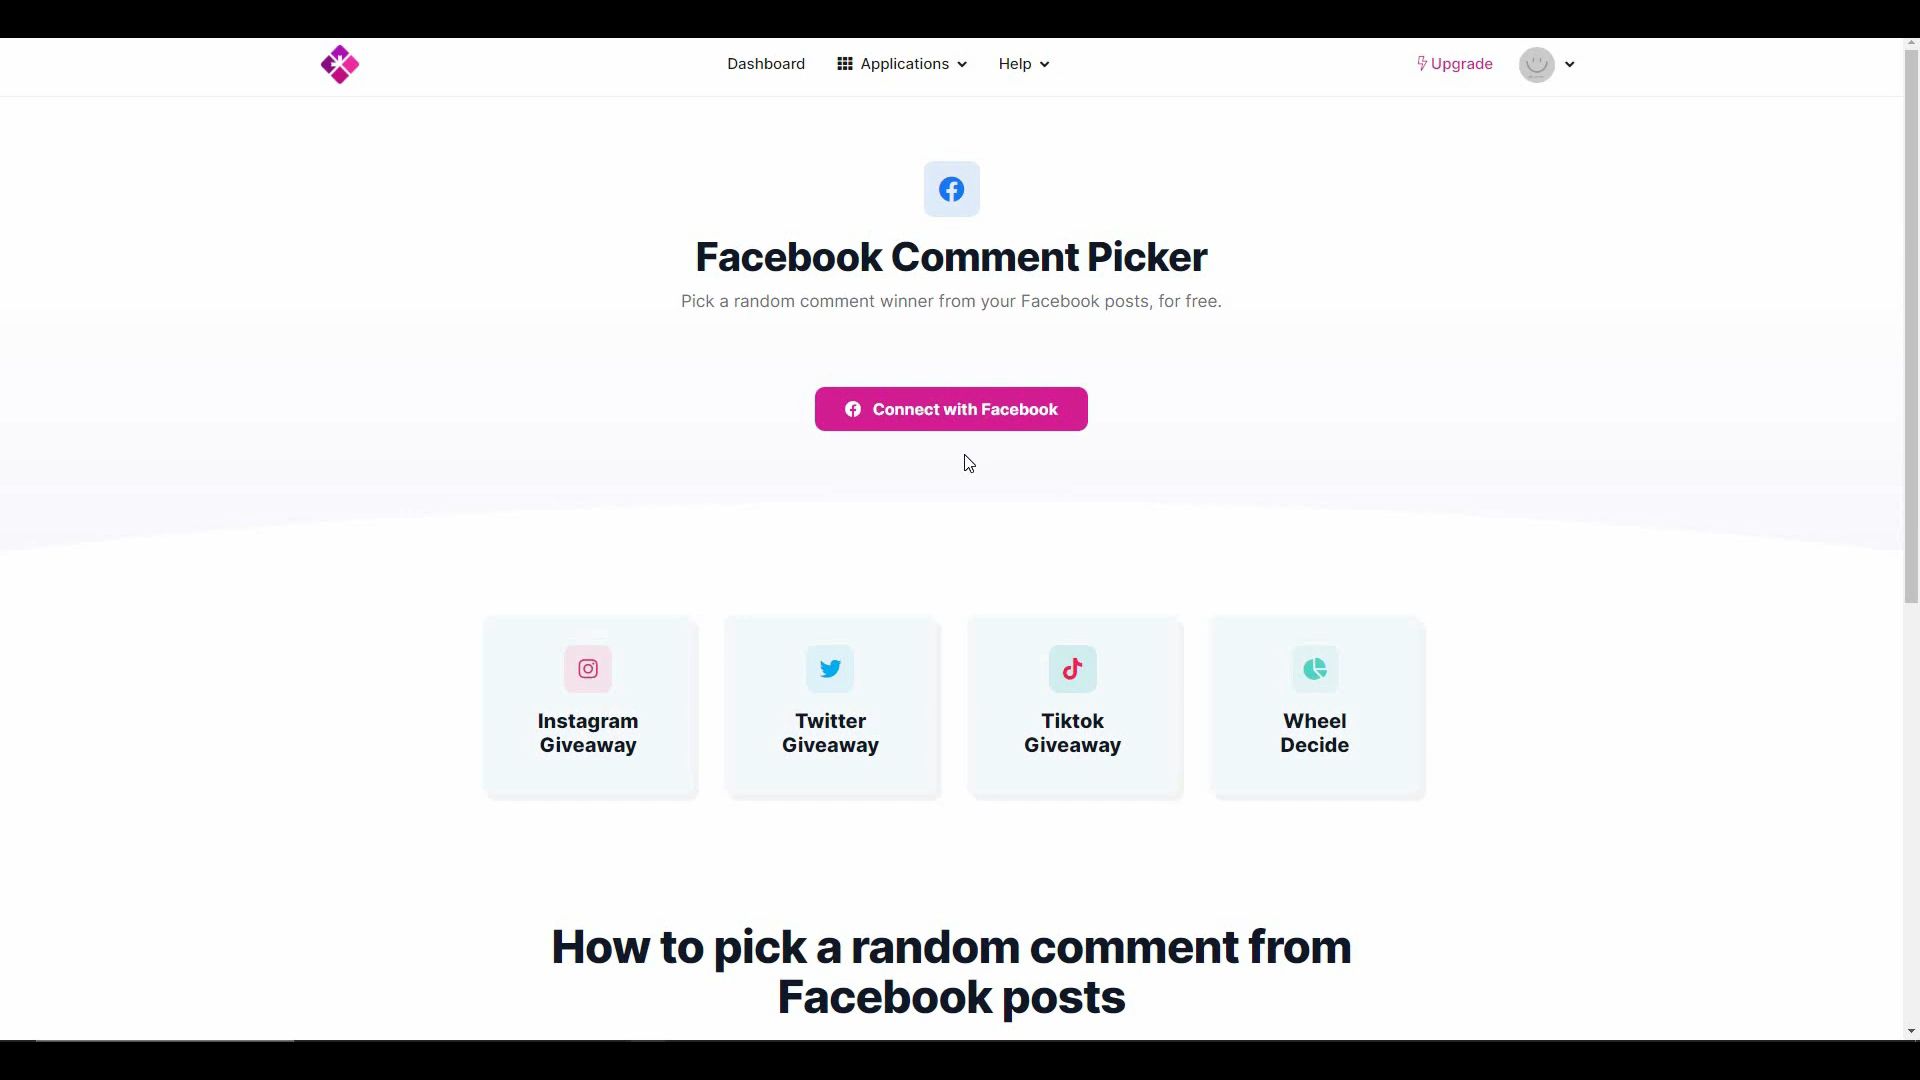 Dashboard Applications Help Upgrade
Facebook Comment Picker
Pick a random comment winner from your Facebook posts, for free.
Connect with Facebook
Instagram
Giveaway
Twitter
Giveaway
Tiktok
Giveaway
Wheel
Decide
How to pick a random comment from
Facebook posts